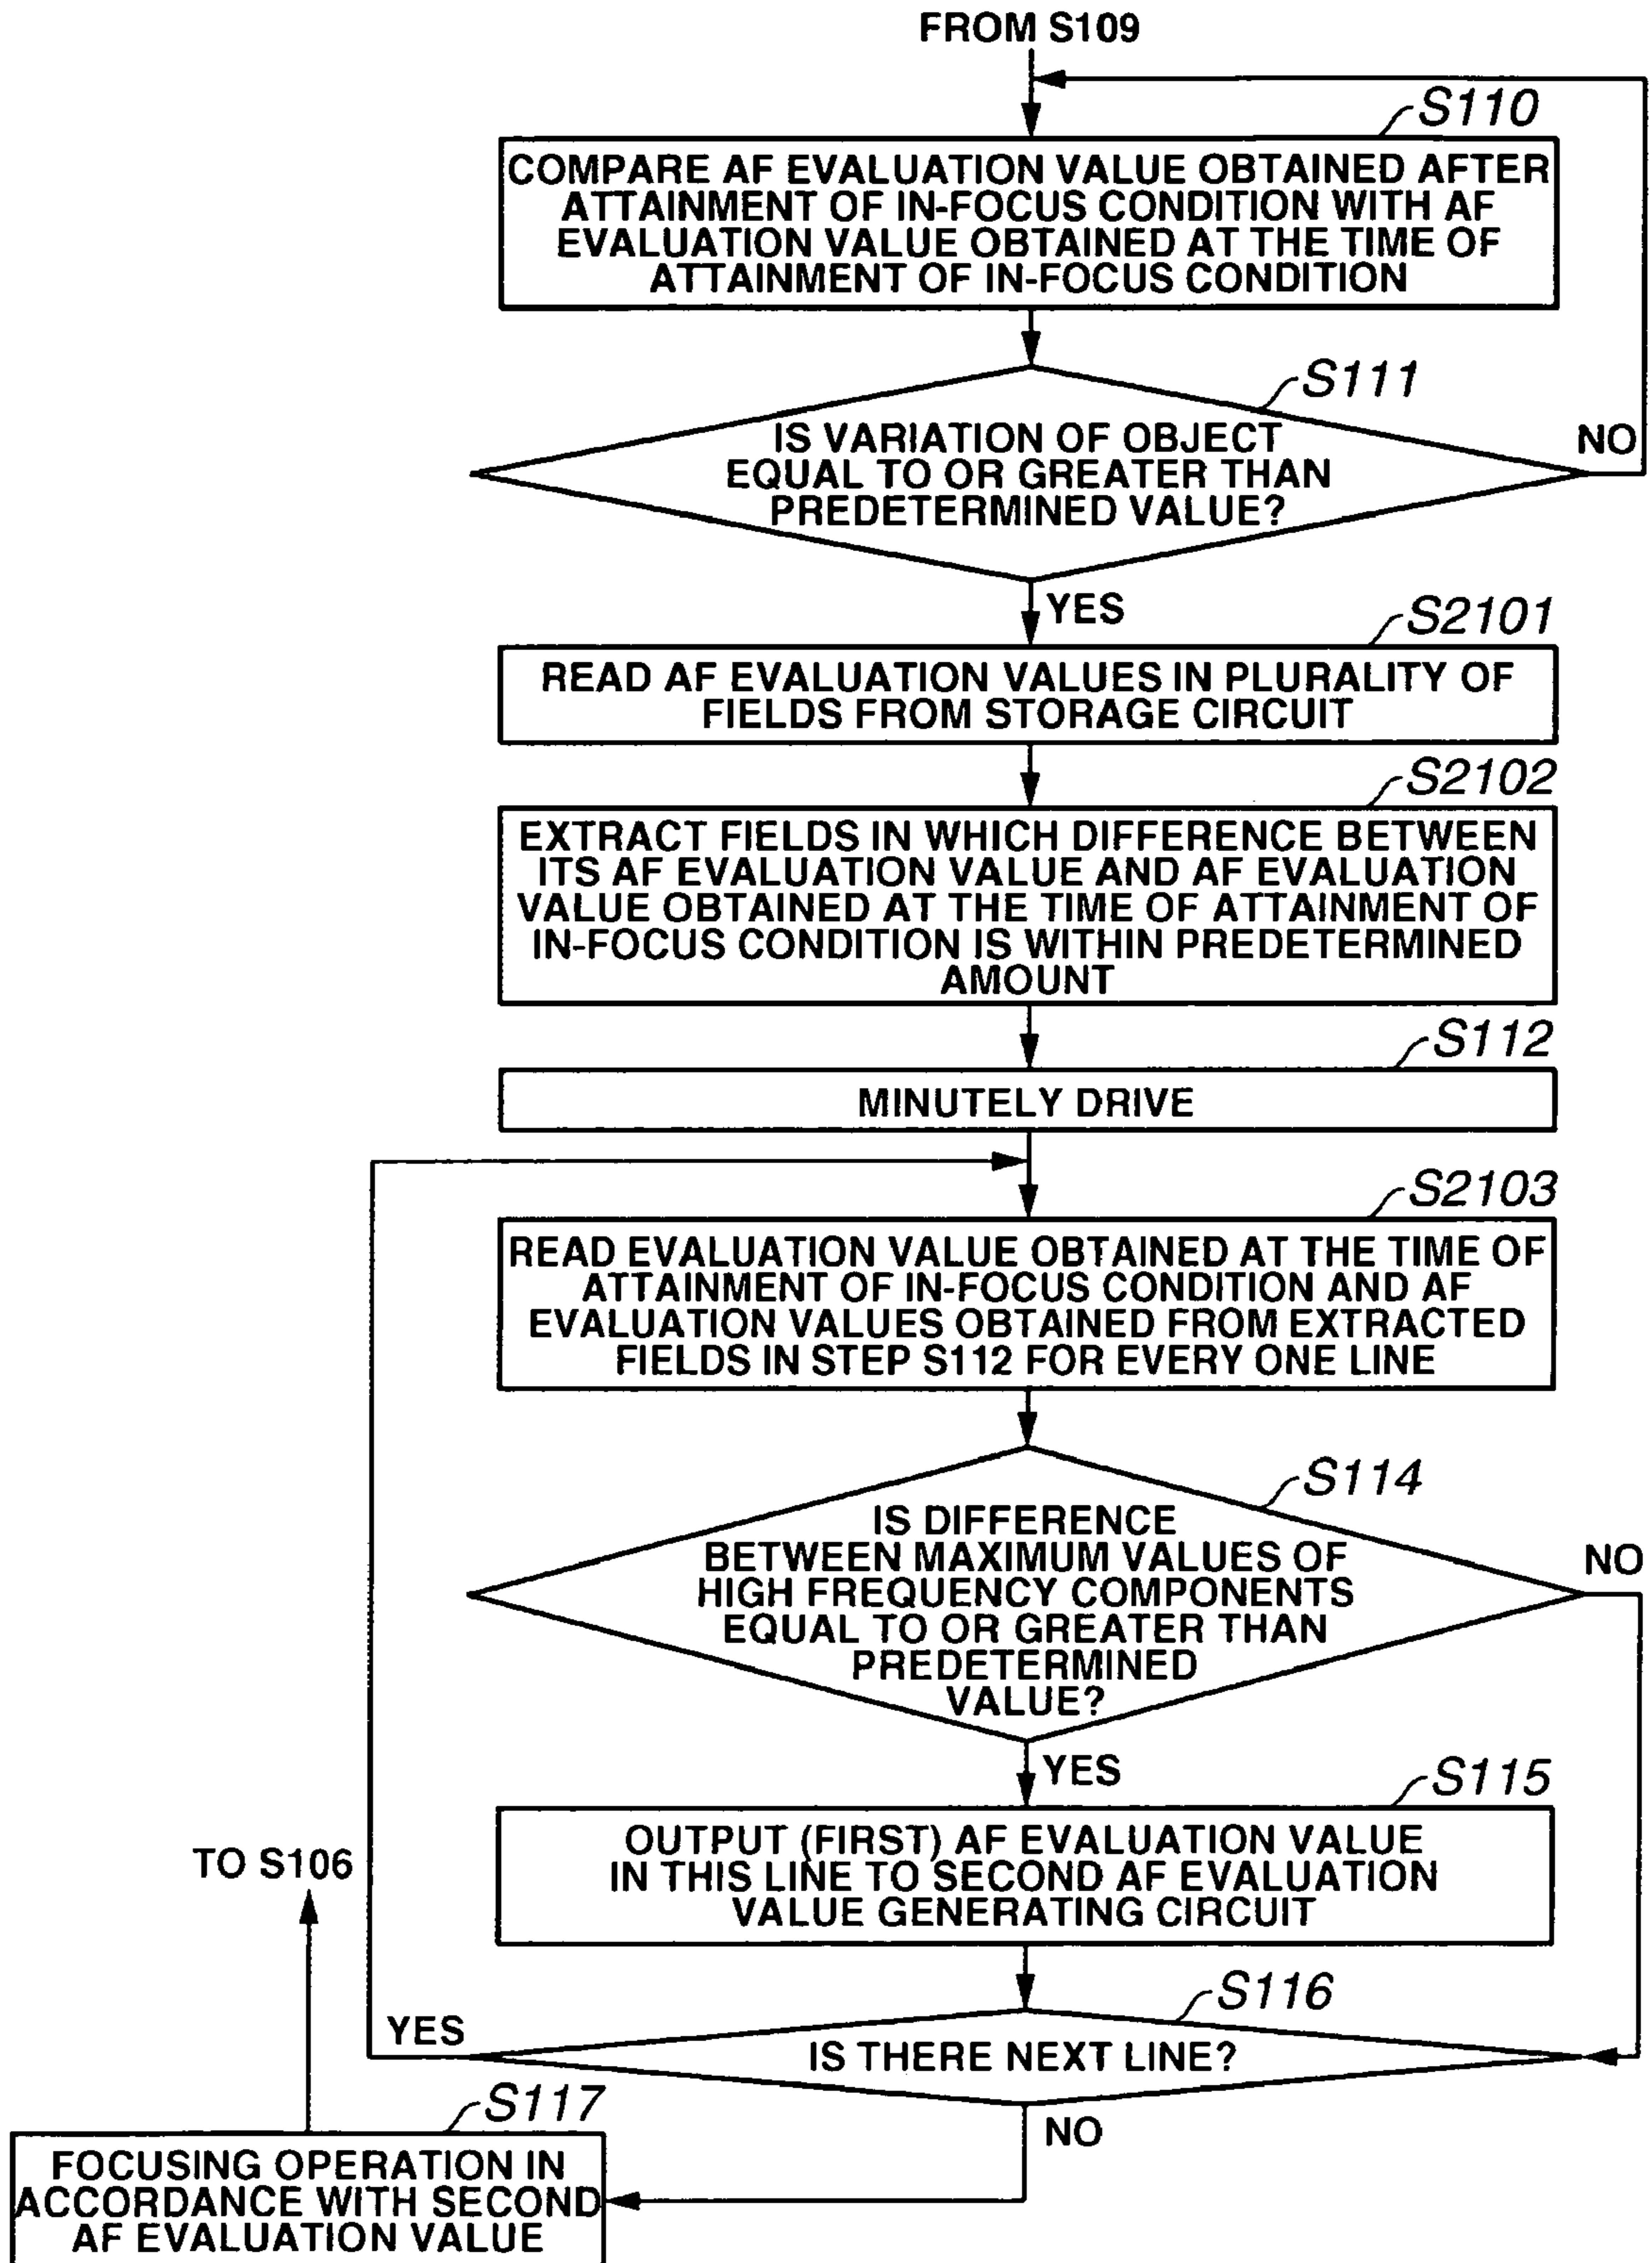 FROM S109
S110
COMPARE AF EVALUATION VALUE OBTAINED AFTER
ATTAINMENT OF IN-FOCUS CONDITION WITH AF
EVALUATION VALUE OBTAINED AT THE TIME OF
ATTAINMENT OF IN-FOCUS CONDITION
S111
IS VARIATION OF OBJECT
EQUAL TO OR GREATER THAN
PREDETERMINED VALUE?
NO
YES
S2101
READ AF EVALUATION VALUES IN PLURALITY OF
FIELDS FROM STORAGE CIRCUIT
S2102
EXTRACT FIELDS IN WHICH DIFFERENCE BETWEEN
ITS AF EVALUATION VALUE AND AF EVALUATION
VALUE OBTAINED AT THE TIME OF ATTAINMENT OF
IN-FOCUS CONDITION IS WITHIN PREDETERMINED
AMOUNT
S112
MINUTELY DRIVE
S2103
READ EVALUATION VALUE OBTAINED AT THE TIME OF
ATTAINMENT OF IN-FOCUS CONDITION AND AF
EVALUATION VALUES OBTAINED FROM EXTRACTED
FIELDS IN STEP S112 FOR EVERY ONE LINE
S114
IS DIFFERENCE
BETWEEN MAXIMUM VALUES OF
HIGH FREQUENCY COMPONENTS
EQUAL TO OR GREATER THAN
PREDETERMINED
VALUE?
NO
YES
S115
OUTPUT (FIRST) AF EVALUATION VALUE
IN THIS LINE TO SECOND AF EVALUATION
VALUE GENERATING CIRCUIT
TO S106
S116
IS THERE NEXT LINE?
YES
NO
S117
FOCUSING OPERATION IN
ACCORDANCE WITH SECOND
AF EVALUATION VALUE